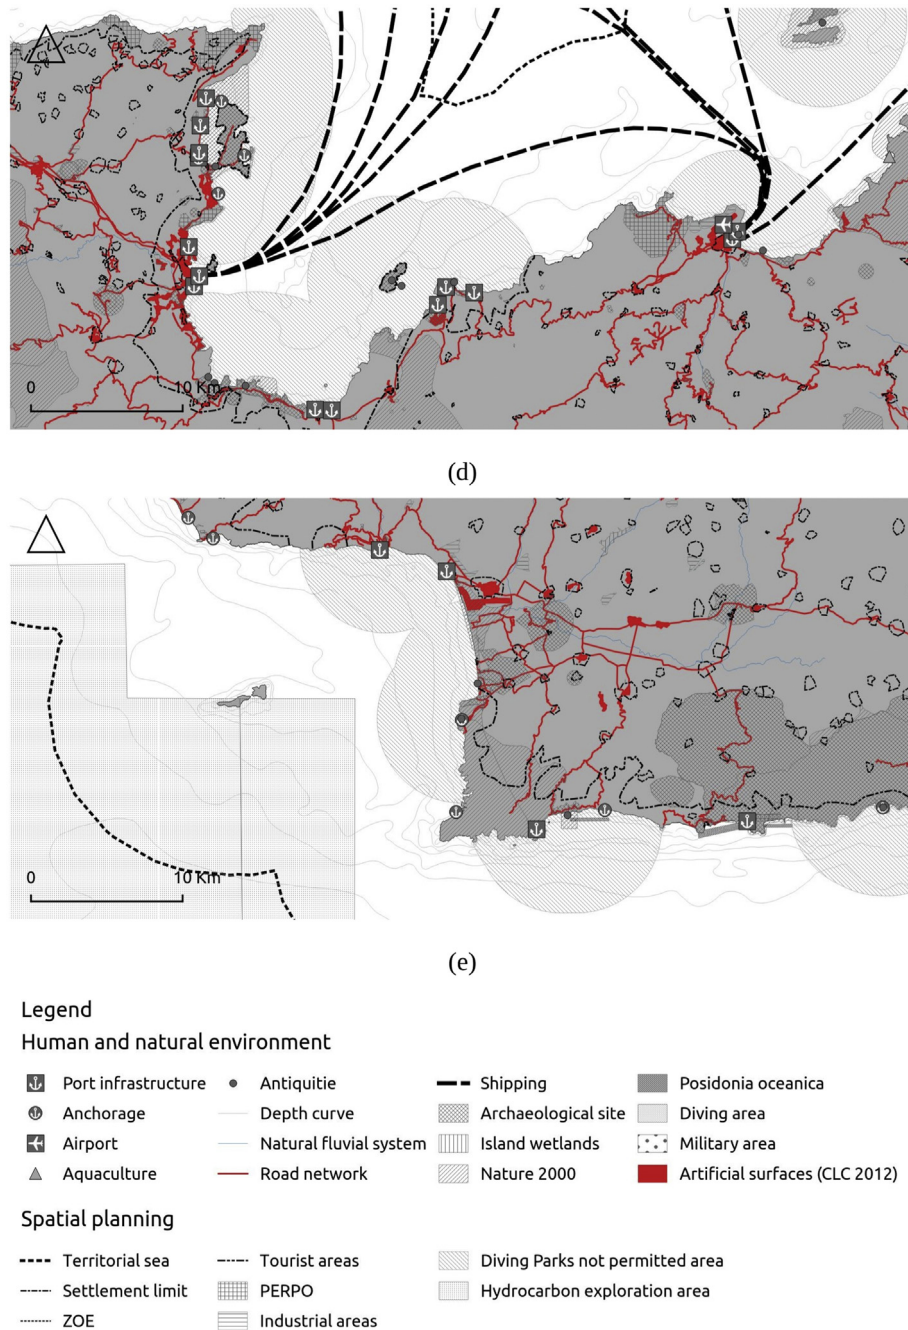 0 10 Km
(d)
0 10 Km
(e)
Legend
Human and natural environment
Port infrastructure Antiquitie Shipping Posidonia oceanica
Anchorage Depth curve Archaeological site Diving area
Airport Natural fluvial system Island wetlands Military area
Aquaculture Road network Nature 2000 Artificial surfaces (CLC 2012)
Spatial planning
Territorial sea Tourist areas Diving Parks not permitted area
Settlement limit PERPO Hydrocarbon exploration area
ZOE Industrial areas